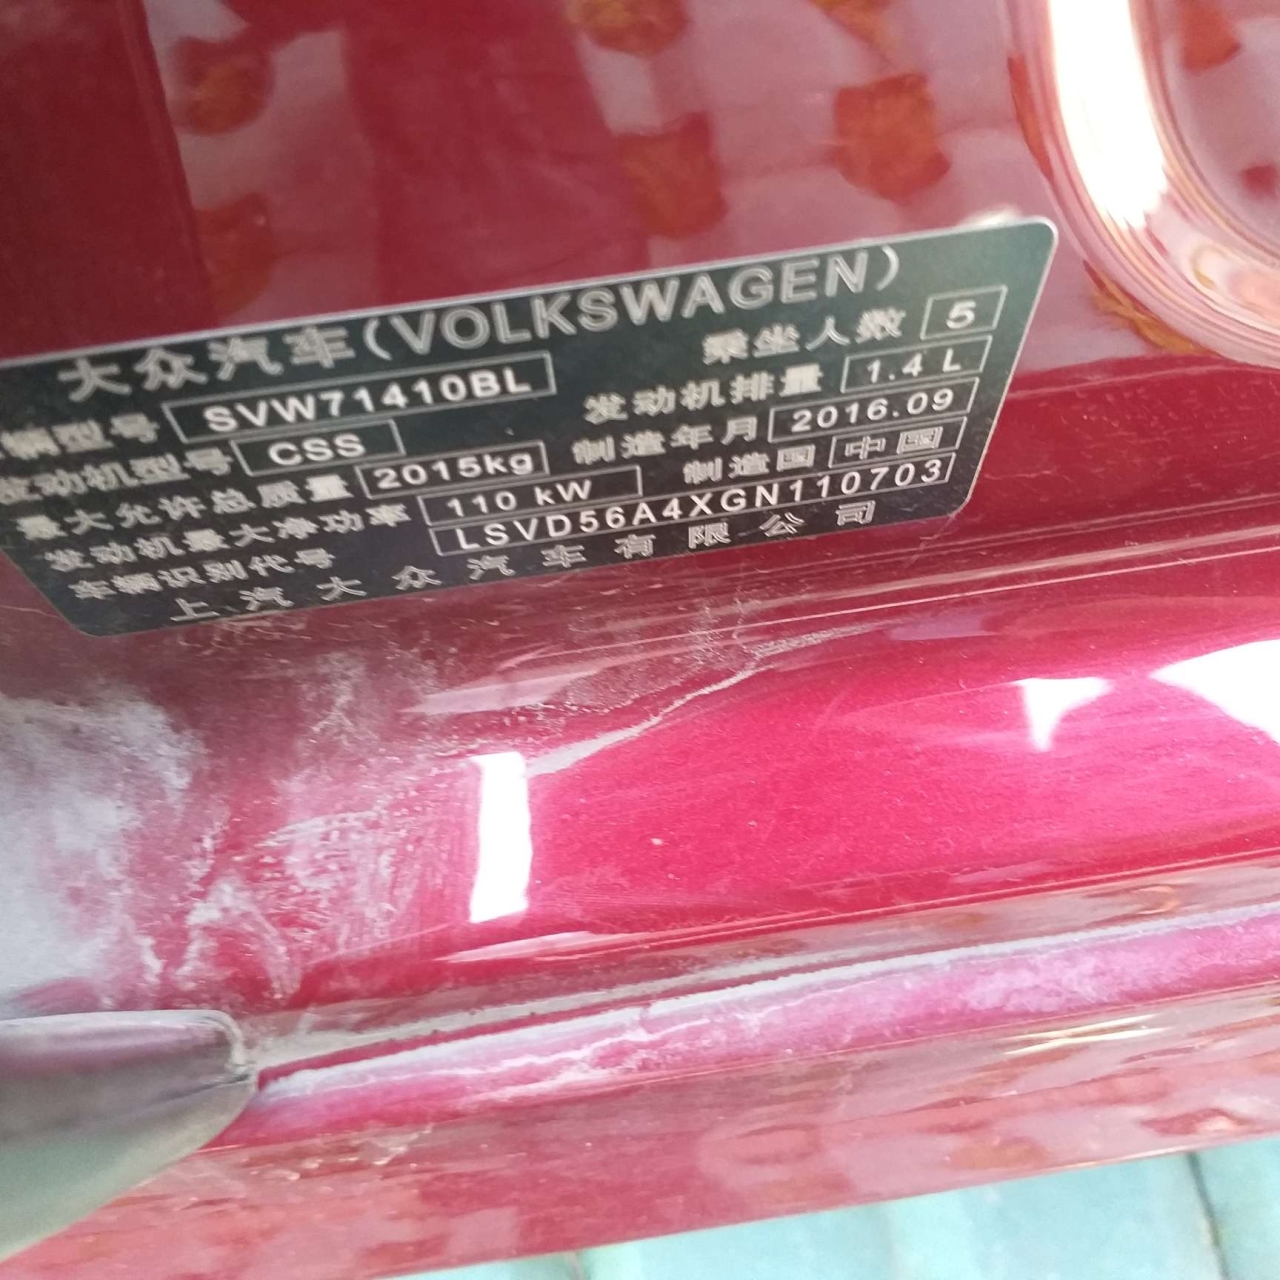 大众汽车(VOLKSWAGEN)
辆型号 SVW71410BL 乘坐人数 5
发动机型号 CSS 发动机排量 1.4 L
最大允许总质量 2015kg 制造年月 2016.09
发动机最大净功率 110 kW 制造国 中国
车辆识别代号 LSVD56A4XGN110703
上汽大众汽车有限公司